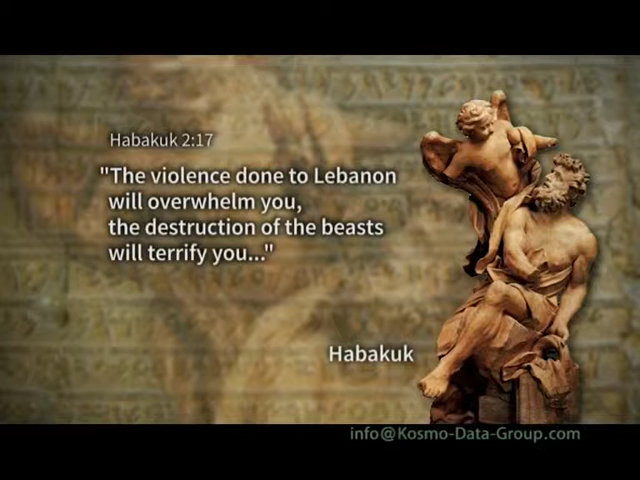 Habakuk 2:17
"The violence done to Lebanon
will overwhelm you,
the destruction of the beasts
will terrify you..."
Habakuk
info@Kosmo-Data-Group.com